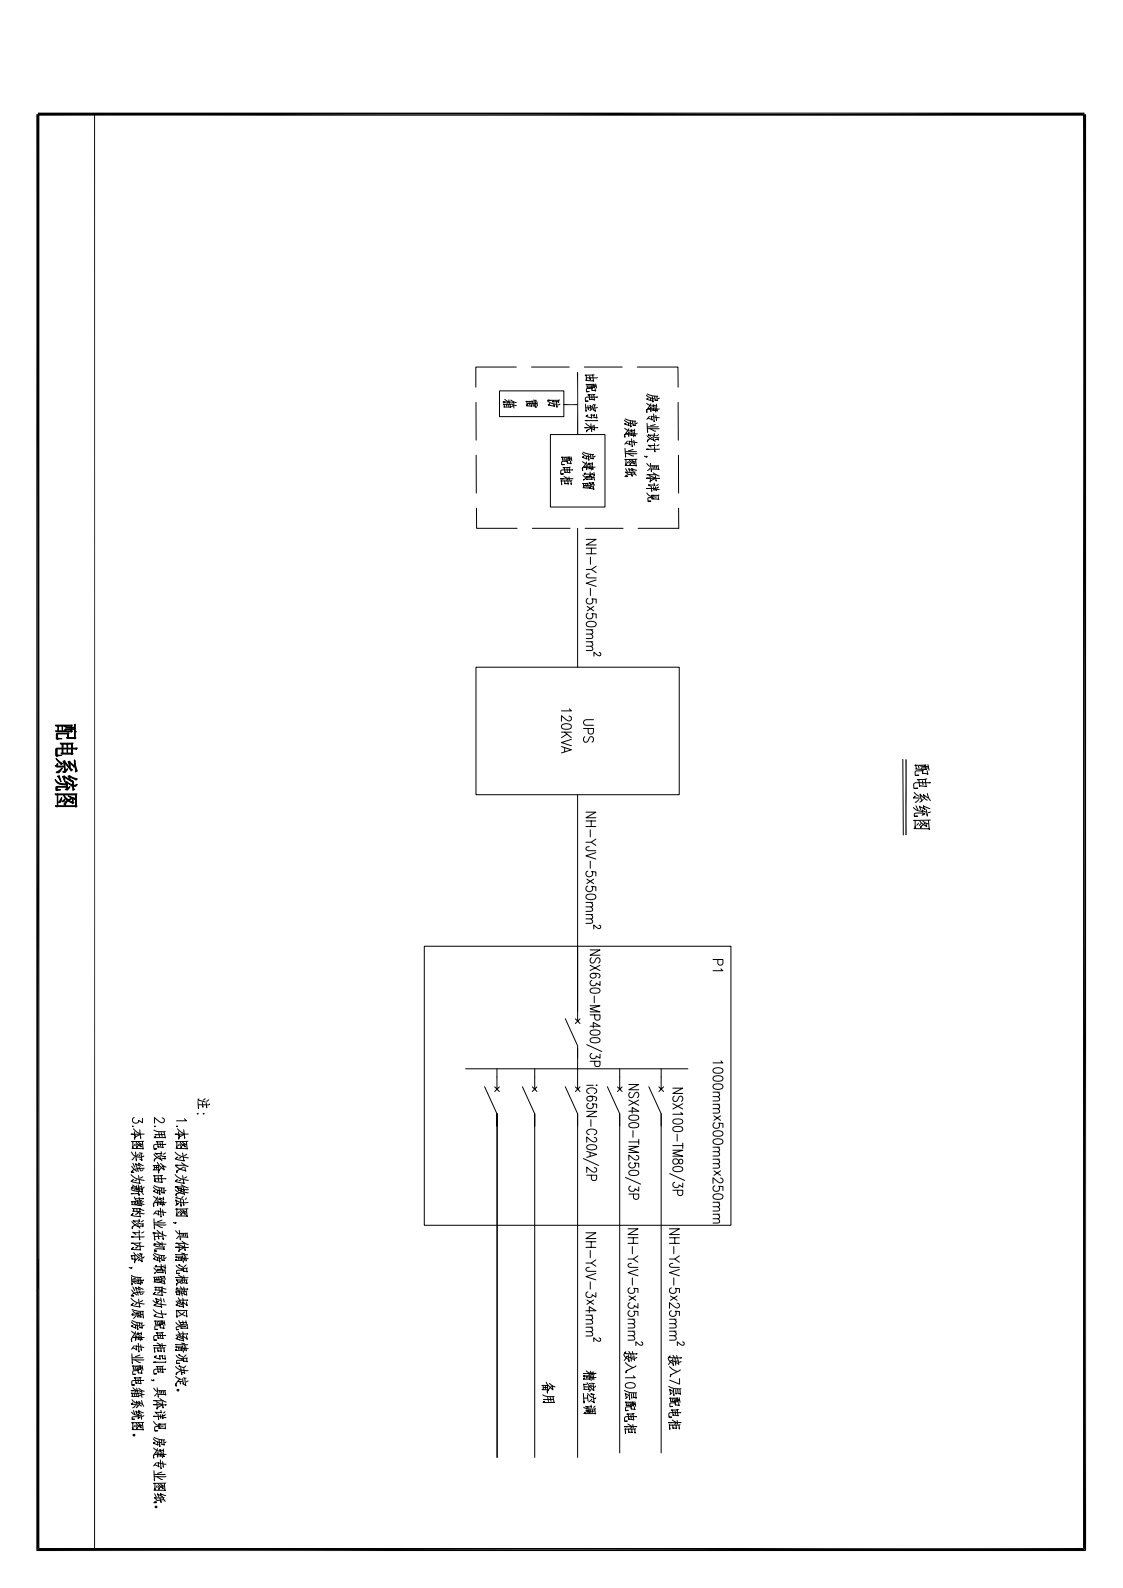 配电系统图
房建专业设计，具体详见
房建专业图纸
由配电室引来
防雷箱
房建预留
配电柜
NH-YJV-5x50mm²
UPS
120KVA
NH-YJV-5x50mm²
P1
1000mmx500mmx250mm
NSX630-MP400/3P
NSX100-TM80/3P
NH-YJV-5x25mm² 接入7层配电柜
NSX400-TM250/3P
NH-YJV-5x35mm² 接入10层配电柜
iC65N-C20A/2P
NH-YJV-3x4mm²
精密空调
备用
注：
1.本图为仅为做法图，具体情况根据场区现场情况决定。
2.用电设备由房建专业在机房预留的动力配电柜引电，具体详见 房建专业图纸。
3.本图实线为新增的设计内容，虚线为原房建专业配电箱系统图。
配电系统图